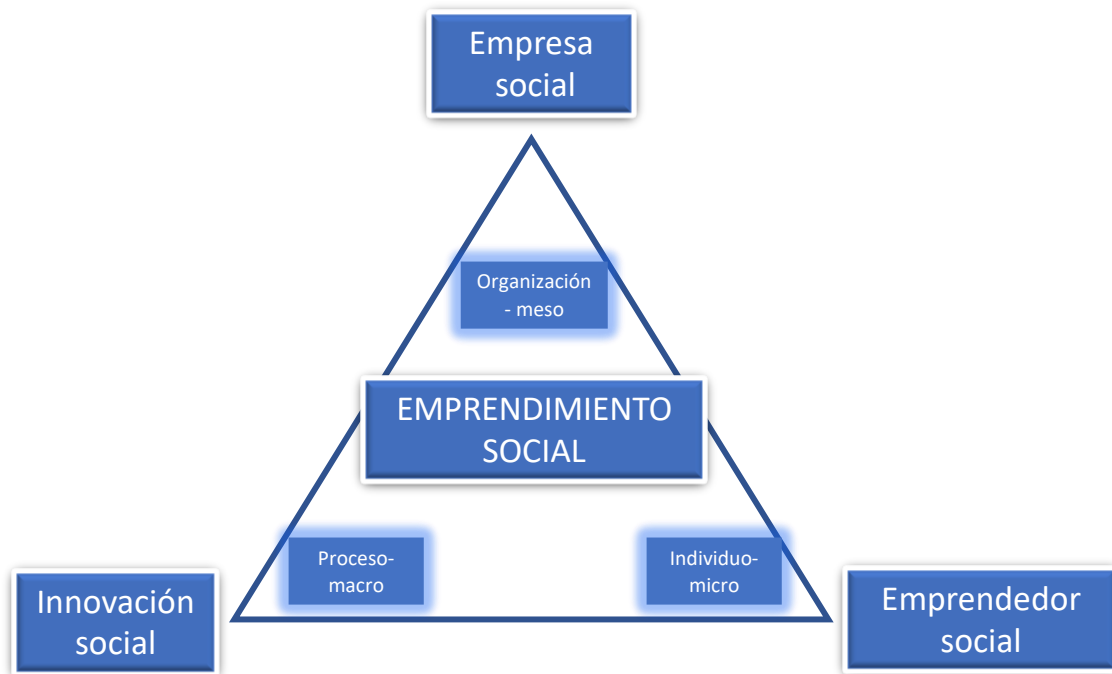 Empresa
social
Organización
- meso
EMPRENDIMIENTO
SOCIAL
Proceso-
macro
Individuo-
micro
Innovación
social
Emprendedor
social